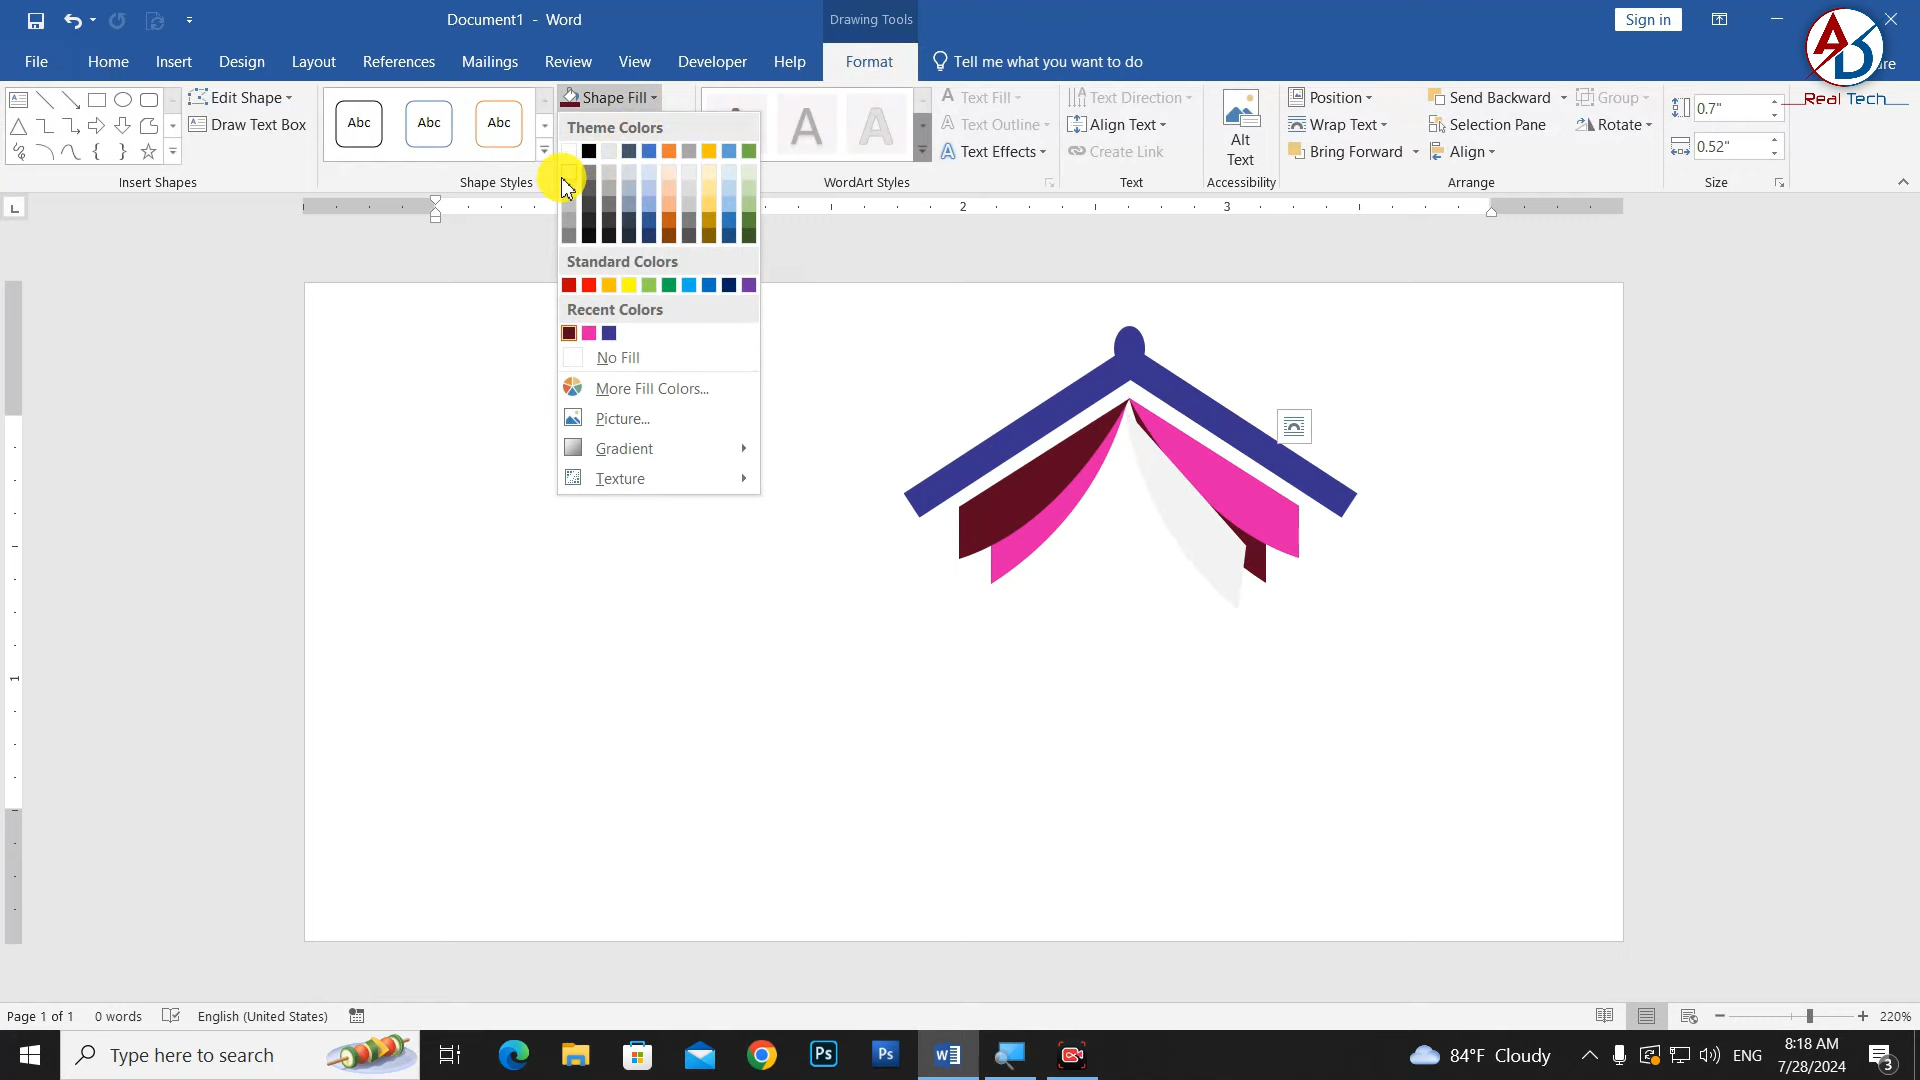 Document1 - Word
Drawing Tools
Sign in
File Home Insert Design Layout References Mailings Review View Developer Help Format Tell me what you want to do
Real Tech
Edit Shape
Draw Text Box
Insert Shapes
Abc Abc Abc
Shape Styles
Shape Fill
Theme Colors
Standard Colors
Recent Colors
No Fill
More Fill Colors...
Picture...
Gradient
Texture
WordArt Styles
Text Fill
Text Outline
Text Effects
Text Direction
Align Text
Create Link
Text
Alt
Text
Accessibility
Position
Wrap Text
Bring Forward
Send Backward
Selection Pane
Align
Group
Rotate
Arrange
0.7"
0.52"
Size
2 3
1
Page 1 of 1 0 words English (United States) 220%
Type here to search
Ps Ps
84°F Cloudy
ENG
8:18 AM
7/28/2024
3